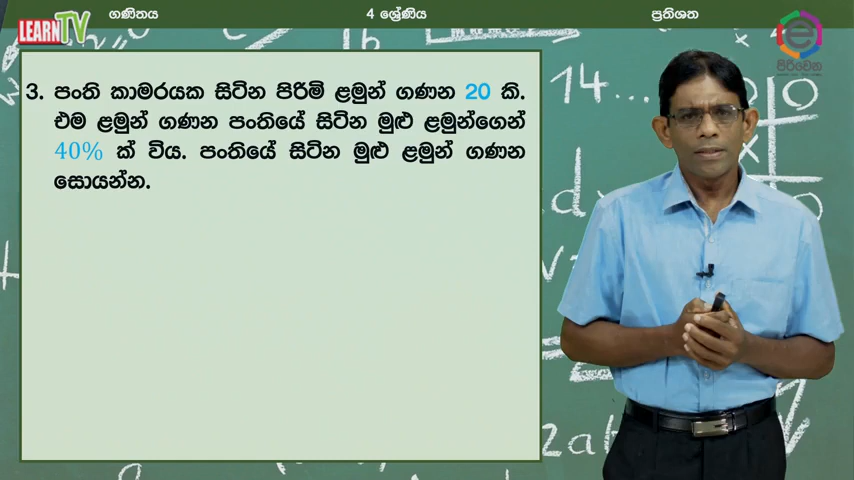 ගණිතය
4 ශ්‍රේණිය
ප්‍රතිශත
LEARN TV
පිරිවෙන
3. පංති කාමරයක සිටින පිරිමි ළමුන් ගණන 20 කි.
එම ළමුන් ගණන පංතියේ සිටින මුළු ළමුන්ගෙන්
40% ක් විය. පංතියේ සිටින මුළු ළමුන් ගණන
සොයන්න.
14...